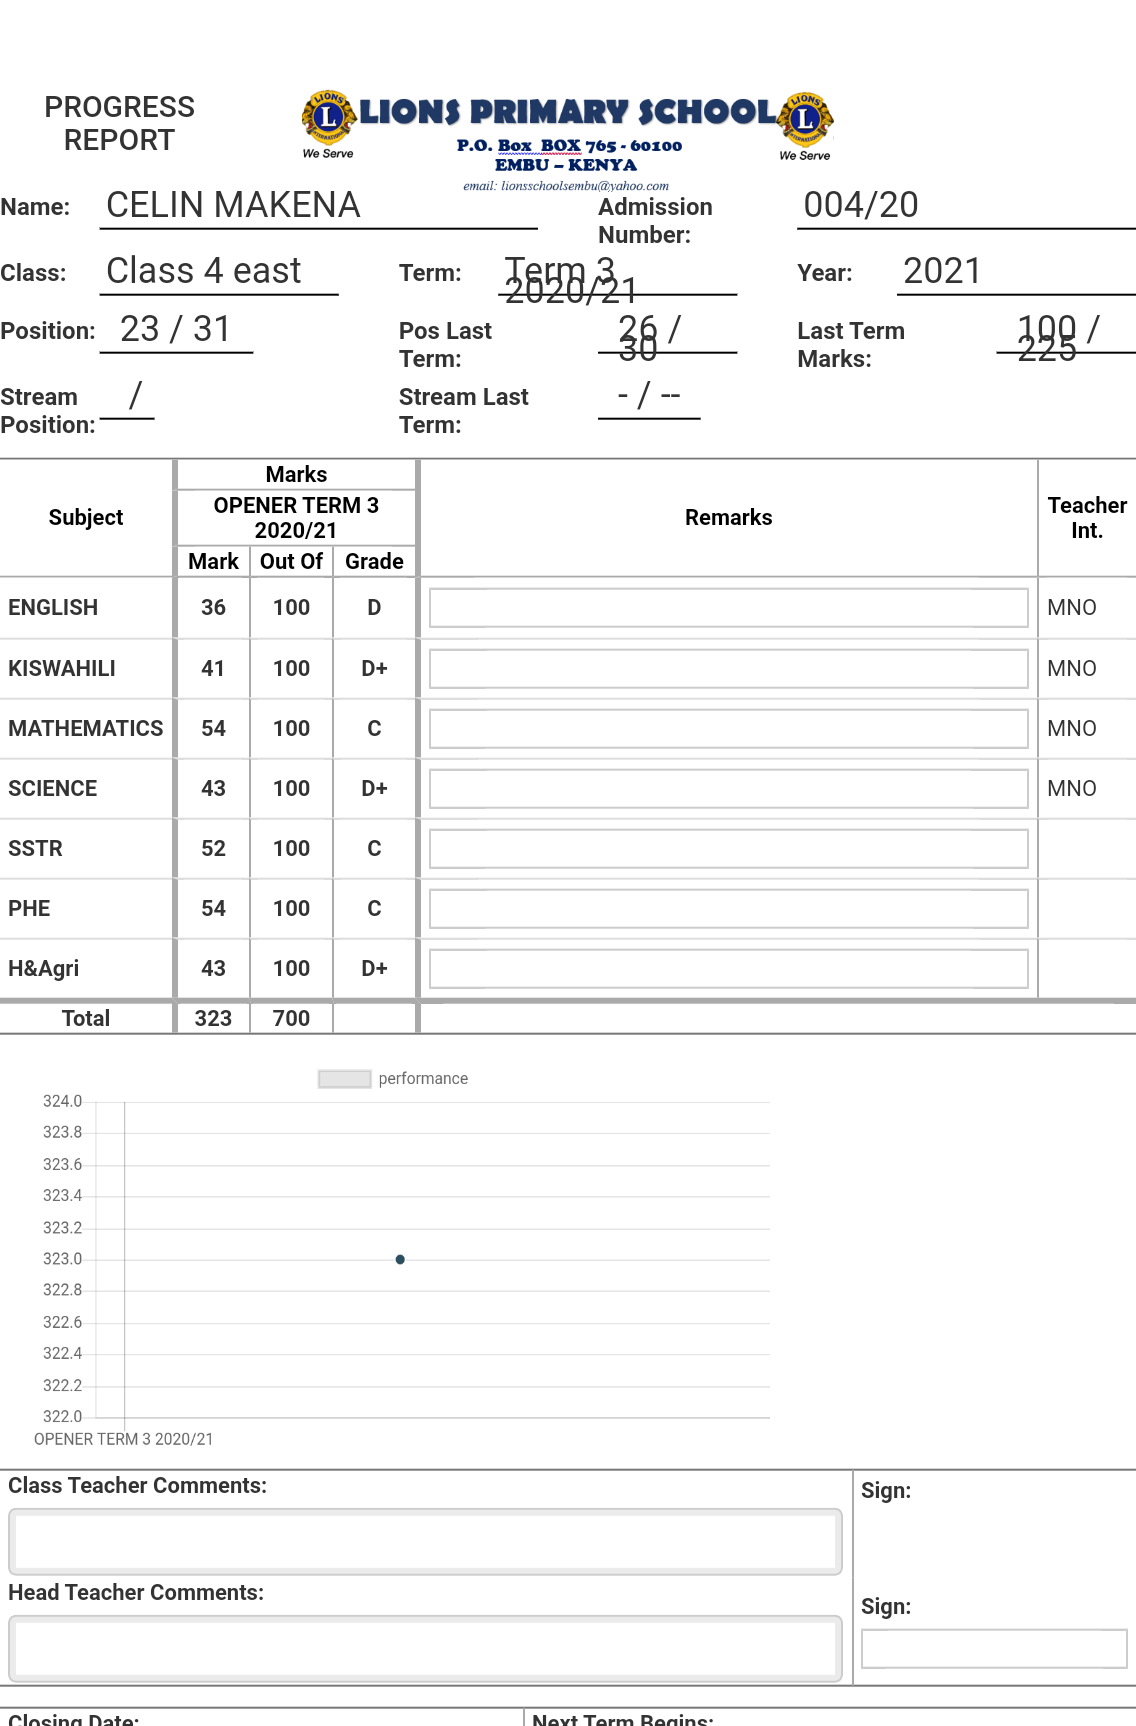 PROGRESS
REPORT
LIONS
L
INTERNATIONAL
We Serve
LIONS PRIMARY SCHOOL
P.O. Box BOX 765 - 60100
EMBU – KENYA
email: lionsschoolsembu@yahoo.com
LIONS
L
INTERNATIONAL
We Serve
Name: CELIN MAKENA Admission Number: 004/20
Class: Class 4 east Term: Term 3 2020/21 Year: 2021
Position: 23 / 31 Pos Last Term: 26 / 30 Last Term Marks: 100 / 225
Stream Position: / Stream Last Term: - / --
Subject Marks Remarks Teacher Int.
OPENER TERM 3 2020/21
Mark Out Of Grade
ENGLISH 36 100 D MNO
KISWAHILI 41 100 D+ MNO
MATHEMATICS 54 100 C MNO
SCIENCE 43 100 D+ MNO
SSTR 52 100 C
PHE 54 100 C
H&Agri 43 100 D+
Total 323 700
performance
324.0
323.8
323.6
323.4
323.2
323.0
322.8
322.6
322.4
322.2
322.0
OPENER TERM 3 2020/21
Class Teacher Comments: Sign:
Head Teacher Comments: Sign:
Closing Date: Next Term Begins: